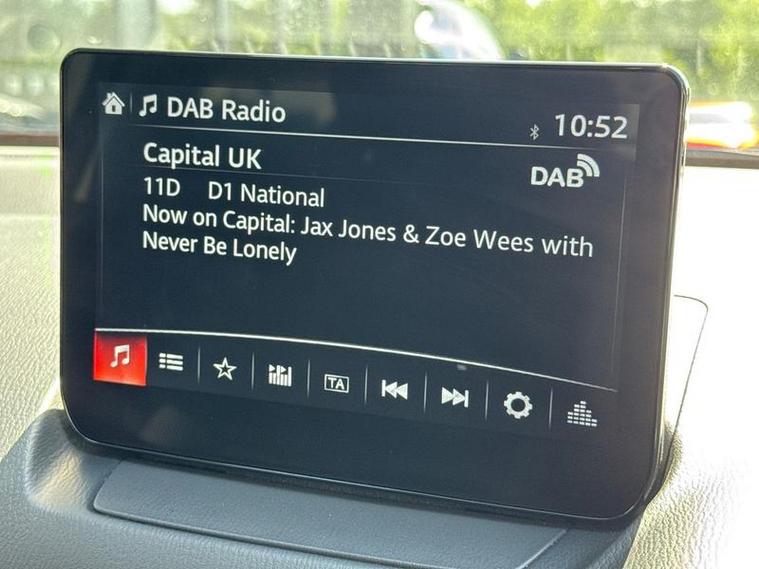 DAB Radio
10:52
Capital UK
DAB
11D D1 National
Now on Capital: Jax Jones & Zoe Wees with
Never Be Lonely
TA